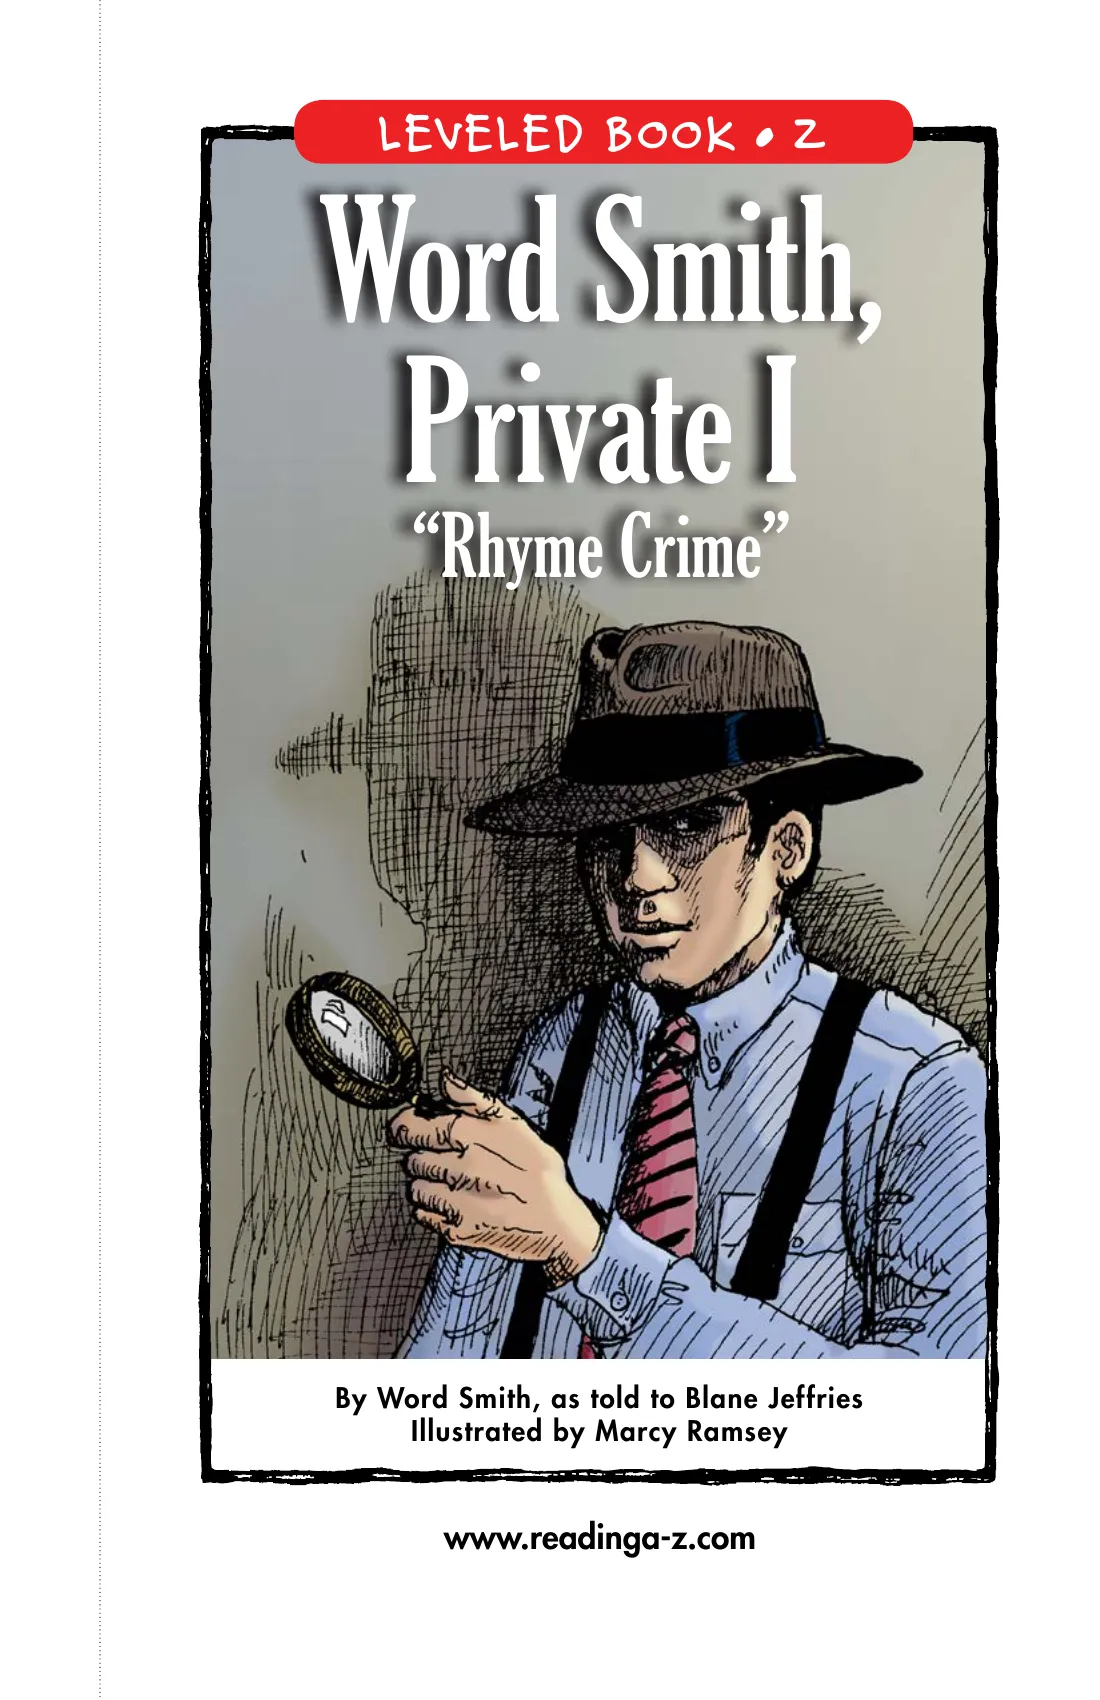 LEVELED BOOK • Z
Word Smith,
Private I
“Rhyme Crime”
By Word Smith, as told to Blane Jeffries
Illustrated by Marcy Ramsey
www.readinga-z.com